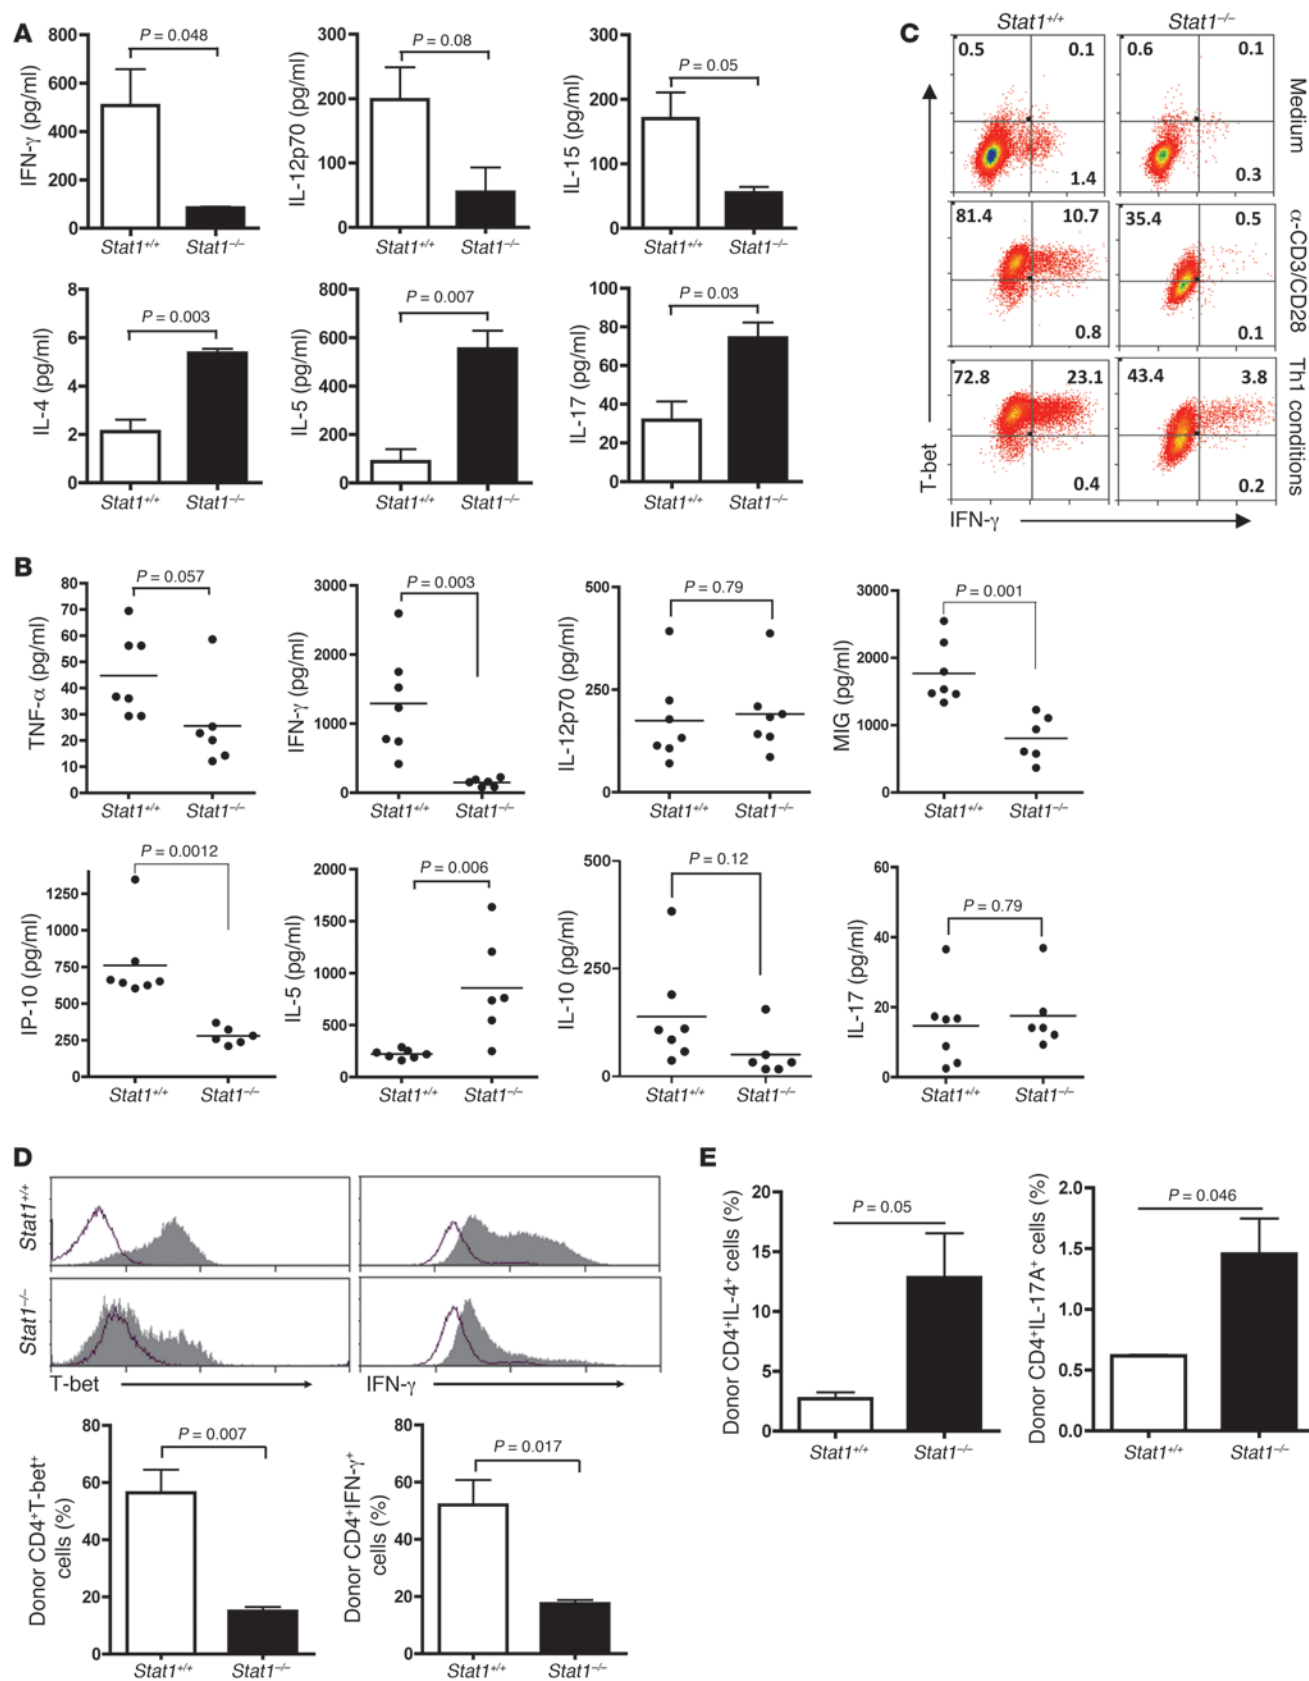 A
IFN-γ (pg/ml)
800
600
400
200
0
P = 0.048
Stat1+/+ Stat1−/−
IL-12p70 (pg/ml)
300
200
100
0
P = 0.08
Stat1+/+ Stat1−/−
IL-15 (pg/ml)
300
200
100
0
P = 0.05
Stat1+/+ Stat1−/−
IL-4 (pg/ml)
8
6
4
2
0
P = 0.003
Stat1+/+ Stat1−/−
IL-5 (pg/ml)
800
600
400
200
0
P = 0.007
Stat1+/+ Stat1−/−
IL-17 (pg/ml)
100
80
60
40
20
0
P = 0.03
Stat1+/+ Stat1−/−
C
Stat1+/+ Stat1−/−
0.5 0.1 0.6 0.1
1.4 0.3
Medium
81.4 10.7 35.4 0.5
0.8 0.1
α-CD3/CD28
72.8 23.1 43.4 3.8
0.4 0.2
Th1 conditions
T-bet
IFN-γ
B
TNF-α (pg/ml)
80
70
60
50
40
30
20
10
0
P = 0.057
Stat1+/+ Stat1−/−
IFN-γ (pg/ml)
3000
2000
1000
0
P = 0.003
Stat1+/+ Stat1−/−
IL-12p70 (pg/ml)
500
250
0
P = 0.79
Stat1+/+ Stat1−/−
MIG (pg/ml)
3000
2000
1000
0
P = 0.001
Stat1+/+ Stat1−/−
IP-10 (pg/ml)
1250
1000
750
500
250
0
P = 0.0012
Stat1+/+ Stat1−/−
IL-5 (pg/ml)
2000
1500
1000
500
0
P = 0.006
Stat1+/+ Stat1−/−
IL-10 (pg/ml)
500
250
0
P = 0.12
Stat1+/+ Stat1−/−
IL-17 (pg/ml)
60
40
20
0
P = 0.79
Stat1+/+ Stat1−/−
D
Stat1+/+
Stat1−/−
T-bet
IFN-γ
Donor CD4+T-bet+
cells (%)
80
60
40
20
0
P = 0.007
Stat1+/+ Stat1−/−
Donor CD4+IFN-γ+
cells (%)
80
60
40
20
0
P = 0.017
Stat1+/+ Stat1−/−
E
Donor CD4+IL-4+ cells (%)
20
15
10
5
0
P = 0.05
Stat1+/+ Stat1−/−
Donor CD4+IL-17A+ cells (%)
2.0
1.5
1.0
0.5
0.0
P = 0.046
Stat1+/+ Stat1−/−